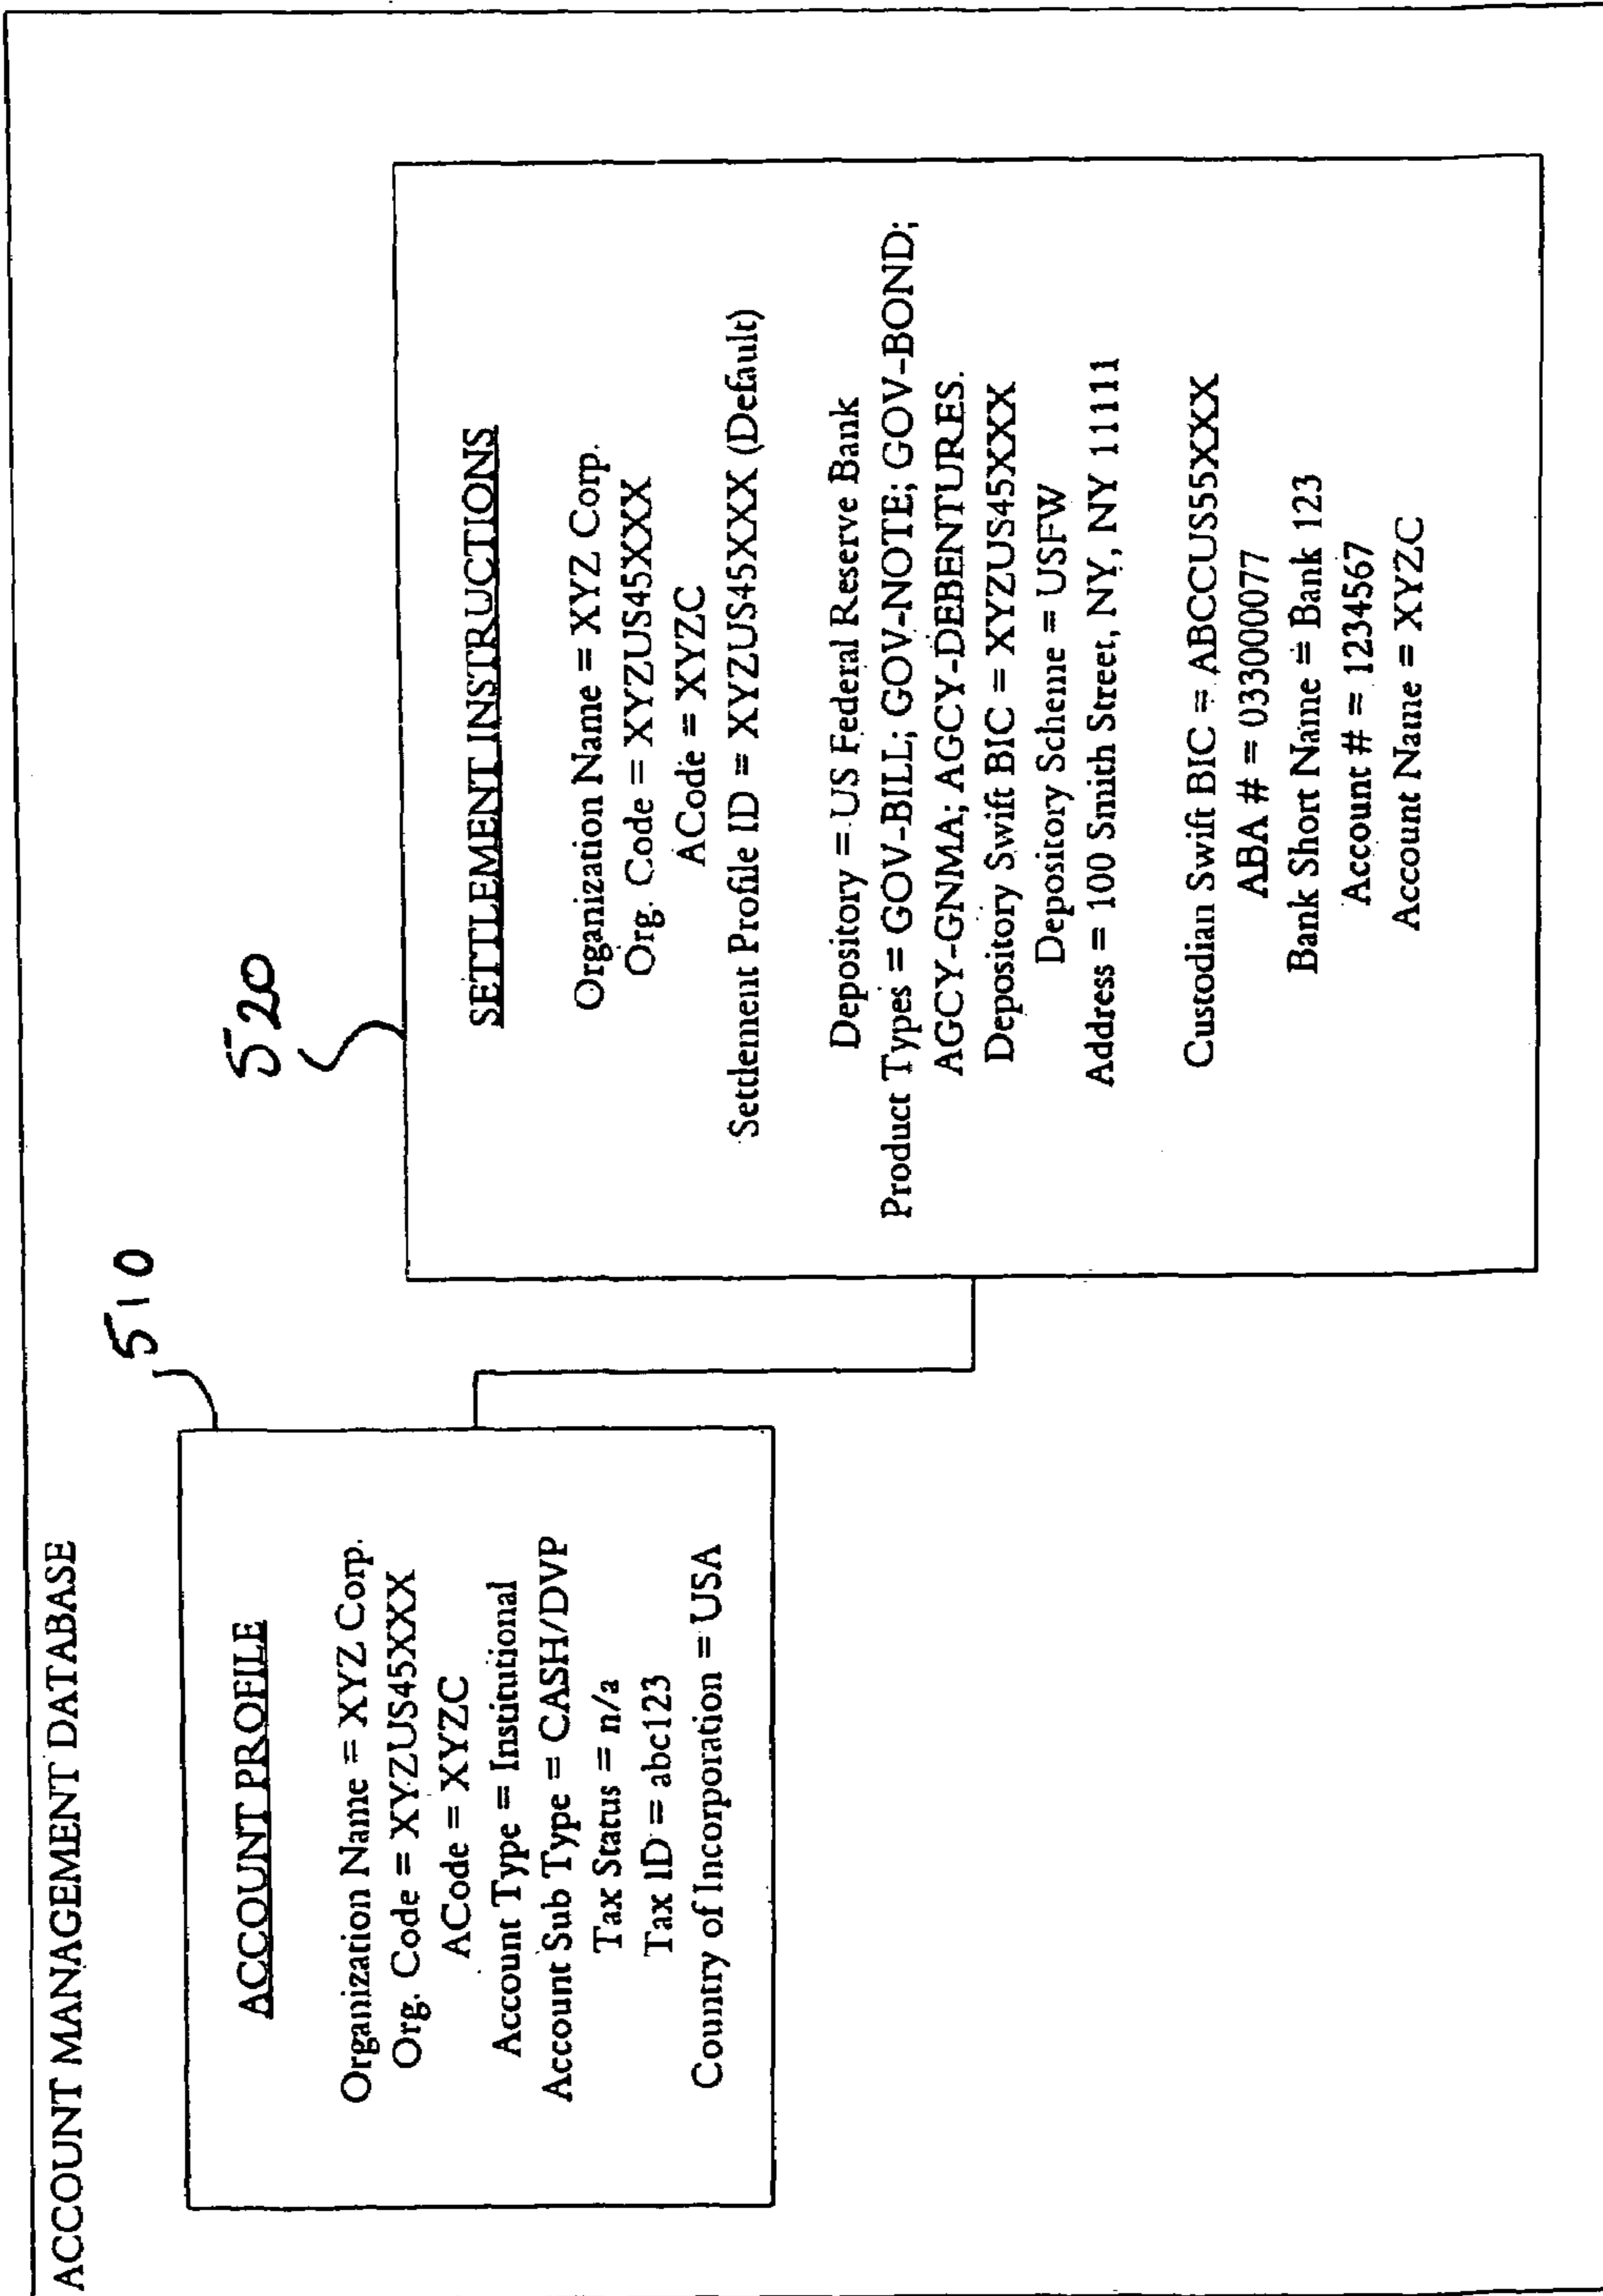 ACCOUNT MANAGEMENT DATABASE
510
ACCOUNT PROFILE
Organization Name = XYZ Corp.
Org. Code = XYZUS45XXX
ACode = XYZC
Account Type = Institutional
Account Sub Type = CASH/DVP
Tax Status = n/a
Tax ID = abc123
Country of Incorporation = USA
520
SETTLEMENT INSTRUCTIONS
Organization Name = XYZ Corp.
Org. Code = XYZUS45XXX
ACode = XYZC
Settlement Profile ID = XYZUS45XXX (Default)
Depository = US Federal Reserve Bank
Product Types = GOV-BILL; GOV-NOTE; GOV-BOND;
AGCY-GNMA; AGCY-DEBENTURES.
Depository Swift BIC = XYZUS45XXX
Depository Scheme = USFW
Address = 100 Smith Street, NY, NY 11111
Custodian Swift BIC = ABCCUS55XXX
ABA # = 033000077
Bank Short Name = Bank 123
Account # = 1234567
Account Name = XYZC